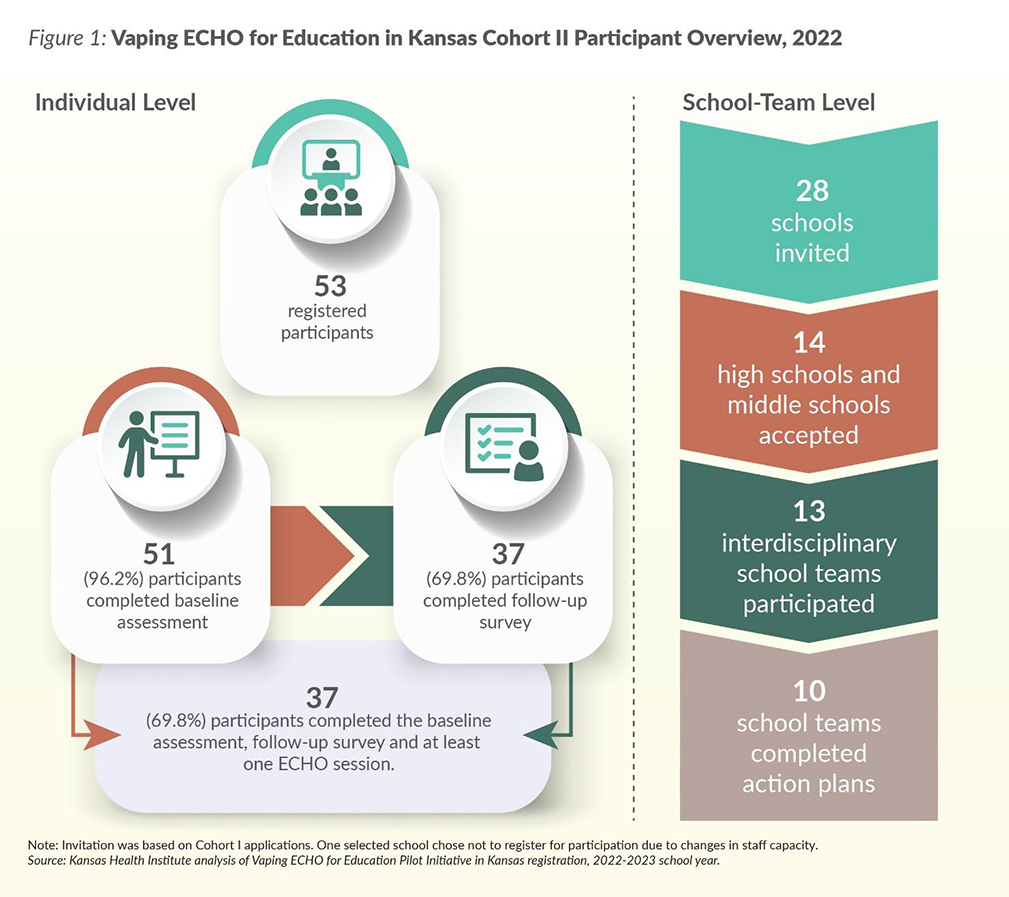 Figure 1: Vaping ECHO for Education in Kansas Cohort II Participant Overview, 2022
Individual Level
53
registered
participants
51
(96.2%) participants
completed baseline
assessment
37
(69.8%) participants
completed follow-up
survey
37
(69.8%) participants completed the baseline
assessment, follow-up survey and at least
one ECHO session.
School-Team Level
28
schools
invited
14
high schools and
middle schools
accepted
13
interdisciplinary
school teams
participated
10
school teams
completed
action plans
Note: Invitation was based on Cohort I applications. One selected school chose not to register for participation due to changes in staff capacity.
Source: Kansas Health Institute analysis of Vaping ECHO for Education Pilot Initiative in Kansas registration, 2022-2023 school year.